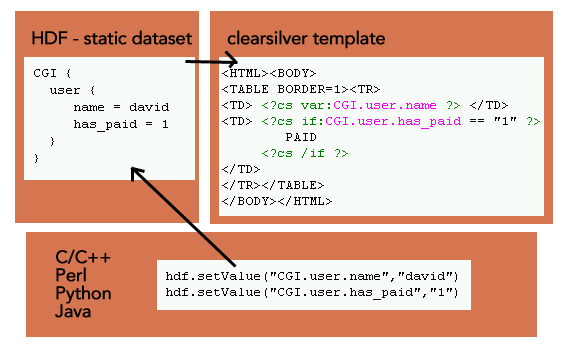 HDF - static dataset
CGI {
user {
name = david
has_paid = 1
}
}
clearsilver template
<HTML><BODY>
<TABLE BORDER=1><TR>
<TD> <?cs var:CGI.user.name ?> </TD>
<TD> <?cs if:CGI.user.has_paid == "1" ?>
PAID
<?cs /if ?>
</TD>
</TR></TABLE>
</BODY></HTML>
C/C++
Perl
Python
Java
hdf.setValue("CGI.user.name","david")
hdf.setValue("CGI.user.has_paid","1")